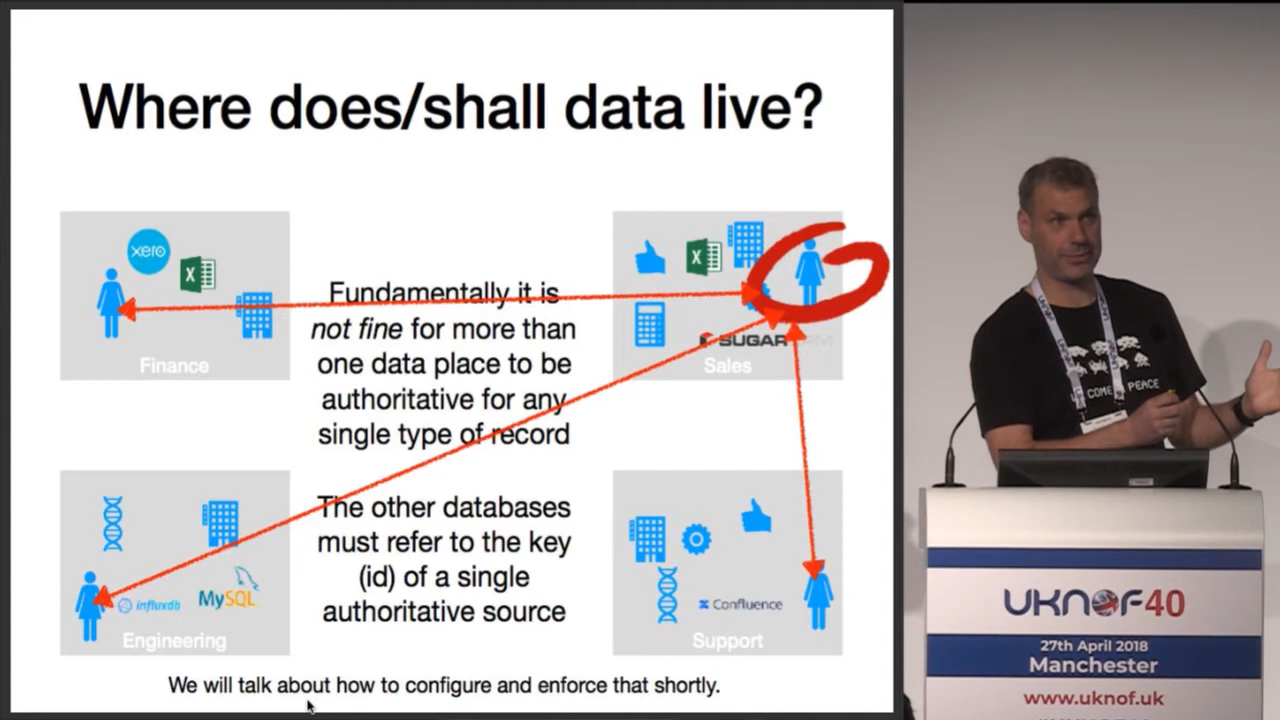 Where does/shall data live?
xero
X
Finance
Fundamentally it is
not fine for more than
one data place to be
authoritative for any
single type of record
X
SUGAR
Sales
The other databases
must refer to the key
(id) of a single
authoritative source
influxdb
MySQL
Engineering
Confluence
Support
We will talk about how to configure and enforce that shortly.
UKNOF
COME PEACE
UKNOF40
27th April 2018
Manchester
www.uknof.uk